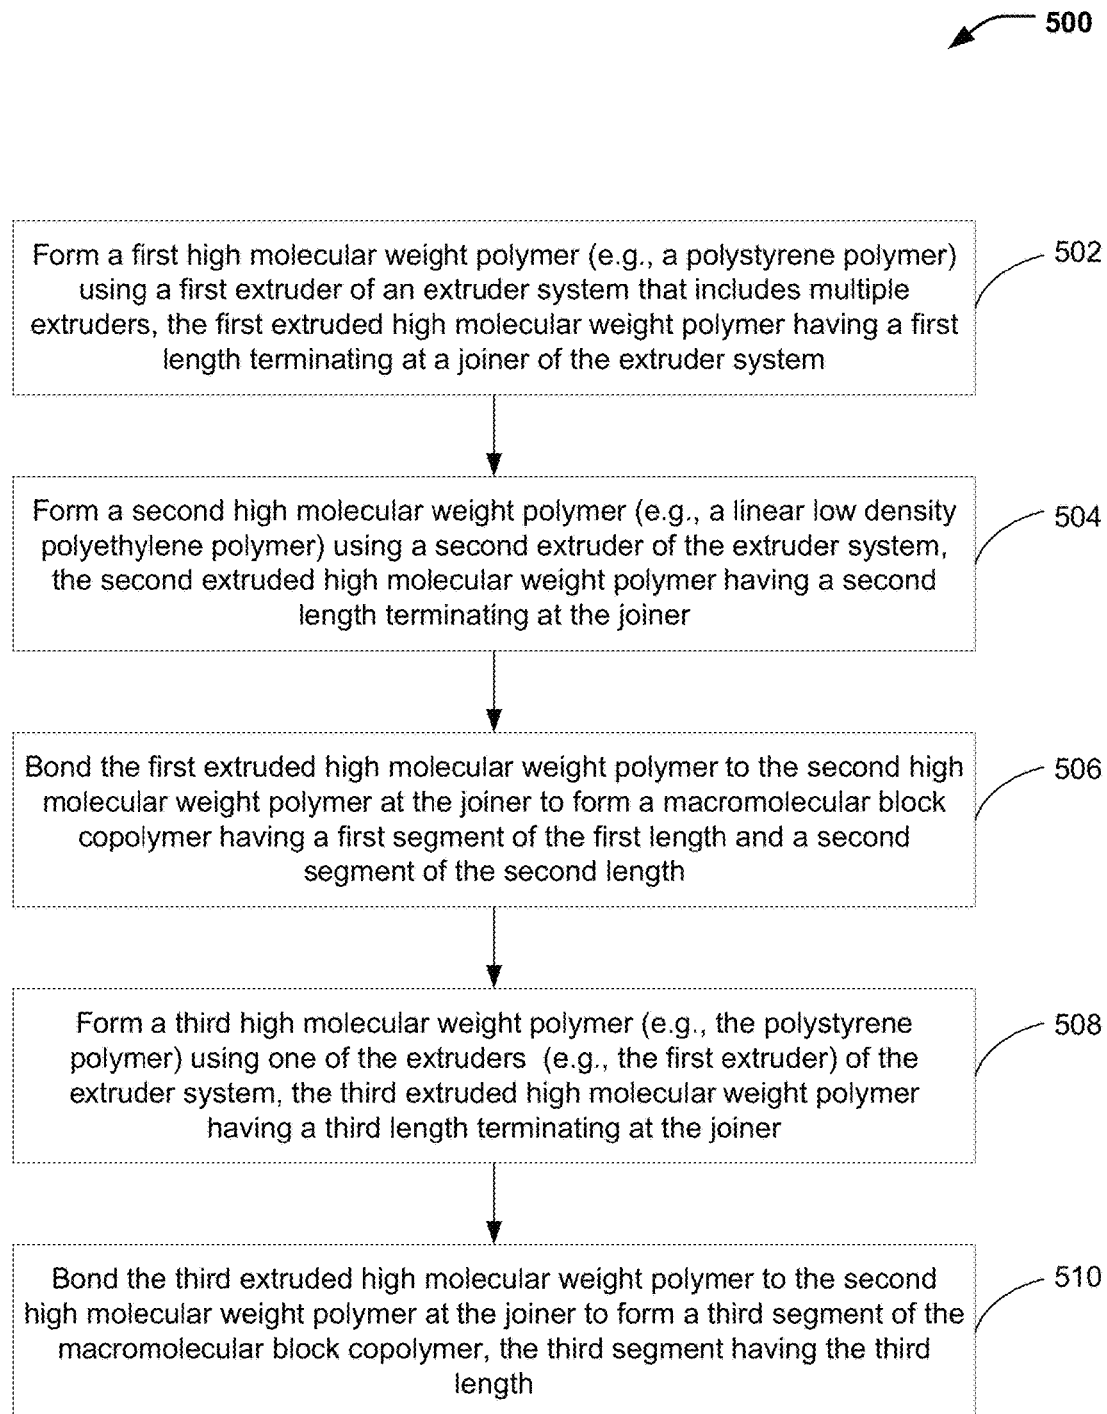 500
Form a first high molecular weight polymer (e.g., a polystyrene polymer)
using a first extruder of an extruder system that includes multiple
extruders, the first extruded high molecular weight polymer having a first
length terminating at a joiner of the extruder system
502
Form a second high molecular weight polymer (e.g., a linear low density
polyethylene polymer) using a second extruder of the extruder system,
the second extruded high molecular weight polymer having a second
length terminating at the joiner
504
Bond the first extruded high molecular weight polymer to the second high
molecular weight polymer at the joiner to form a macromolecular block
copolymer having a first segment of the first length and a second
segment of the second length
506
Form a third high molecular weight polymer (e.g., the polystyrene
polymer) using one of the extruders (e.g., the first extruder) of the
extruder system, the third extruded high molecular weight polymer
having a third length terminating at the joiner
508
Bond the third extruded high molecular weight polymer to the second
high molecular weight polymer at the joiner to form a third segment of the
macromolecular block copolymer, the third segment having the third
length
510